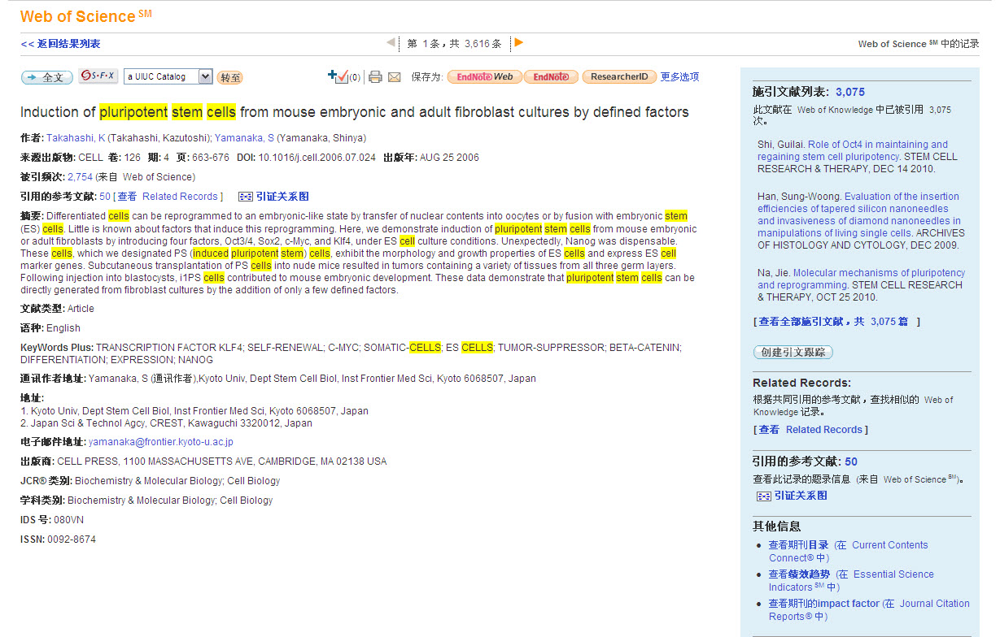 Web of Science SM
<< 返回结果列表
第 1 条，共 3,616 条
Web of Science SM 中的记录
全文
S·F·X
a UIUC Catalog
转至
(0)
保存为:
EndNote Web
EndNote
ResearcherID
更多选项
Induction of pluripotent stem cells from mouse embryonic and adult fibroblast cultures by defined factors
作者: Takahashi, K (Takahashi, Kazutoshi); Yamanaka, S (Yamanaka, Shinya)
来源出版物: CELL 卷: 126 期: 4 页: 663-676 DOI: 10.1016/j.cell.2006.07.024 出版年: AUG 25 2006
被引频次: 2,754 (来自 Web of Science)
引用的参考文献: 50 [ 查看 Related Records ] 引证关系图
摘要: Differentiated cells can be reprogrammed to an embryonic-like state by transfer of nuclear contents into oocytes or by fusion with embryonic stem
(ES) cells. Little is known about factors that induce this reprogramming. Here, we demonstrate induction of pluripotent stem cells from mouse embryonic
or adult fibroblasts by introducing four factors, Oct3/4, Sox2, c-Myc, and Klf4, under ES cell culture conditions. Unexpectedly, Nanog was dispensable.
These cells, which we designated PS (induced pluripotent stem) cells, exhibit the morphology and growth properties of ES cells and express ES cell
marker genes. Subcutaneous transplantation of PS cells into nude mice resulted in tumors containing a variety of tissues from all three germ layers.
Following injection into blastocysts, i1PS cells contributed to mouse embryonic development. These data demonstrate that pluripotent stem cells can be
directly generated from fibroblast cultures by the addition of only a few defined factors.
文献类型: Article
语种: English
KeyWords Plus: TRANSCRIPTION FACTOR KLF4; SELF-RENEWAL; C-MYC; SOMATIC-CELLS; ES CELLS; TUMOR-SUPPRESSOR; BETA-CATENIN;
DIFFERENTIATION; EXPRESSION; NANOG
通讯作者地址: Yamanaka, S (通讯作者),Kyoto Univ, Dept Stem Cell Biol, Inst Frontier Med Sci, Kyoto 6068507, Japan
地址:
1. Kyoto Univ, Dept Stem Cell Biol, Inst Frontier Med Sci, Kyoto 6068507, Japan
2. Japan Sci & Technol Agcy, CREST, Kawaguchi 3320012, Japan
电子邮件地址: yamanaka@frontier.kyoto-u.ac.jp
出版商: CELL PRESS, 1100 MASSACHUSETTS AVE, CAMBRIDGE, MA 02138 USA
JCR® 类别: Biochemistry & Molecular Biology; Cell Biology
学科类别: Biochemistry & Molecular Biology; Cell Biology
IDS 号: 080VN
ISSN: 0092-8674
施引文献列表: 3,075
此文献在 Web of Knowledge 中已被引用 3,075
次。
Shi, Guilai. Role of Oct4 in maintaining and
regaining stem cell pluripotency. STEM CELL
RESEARCH & THERAPY, DEC 14 2010.
Han, Sung-Woong. Evaluation of the insertion
efficiencies of tapered silicon nanoneedles
and invasiveness of diamond nanoneedles in
manipulations of living single cells. ARCHIVES
OF HISTOLOGY AND CYTOLOGY, DEC 2009.
Na, Jie. Molecular mechanisms of pluripotency
and reprogramming. STEM CELL RESEARCH
& THERAPY, OCT 25 2010.
[ 查看全部施引文献，共 3,075 篇 ]
创建引文跟踪
Related Records:
根据共同引用的参考文献，查找相似的 Web of
Knowledge 记录。
[ 查看 Related Records ]
引用的参考文献: 50
查看此记录的题录信息 (来自 Web of Science SM)。
引证关系图
其他信息
• 查看期刊目录 (在 Current Contents
Connect® 中)
• 查看绩效趋势 (在 Essential Science
Indicators SM 中)
• 查看期刊的impact factor (在 Journal Citation
Reports® 中)